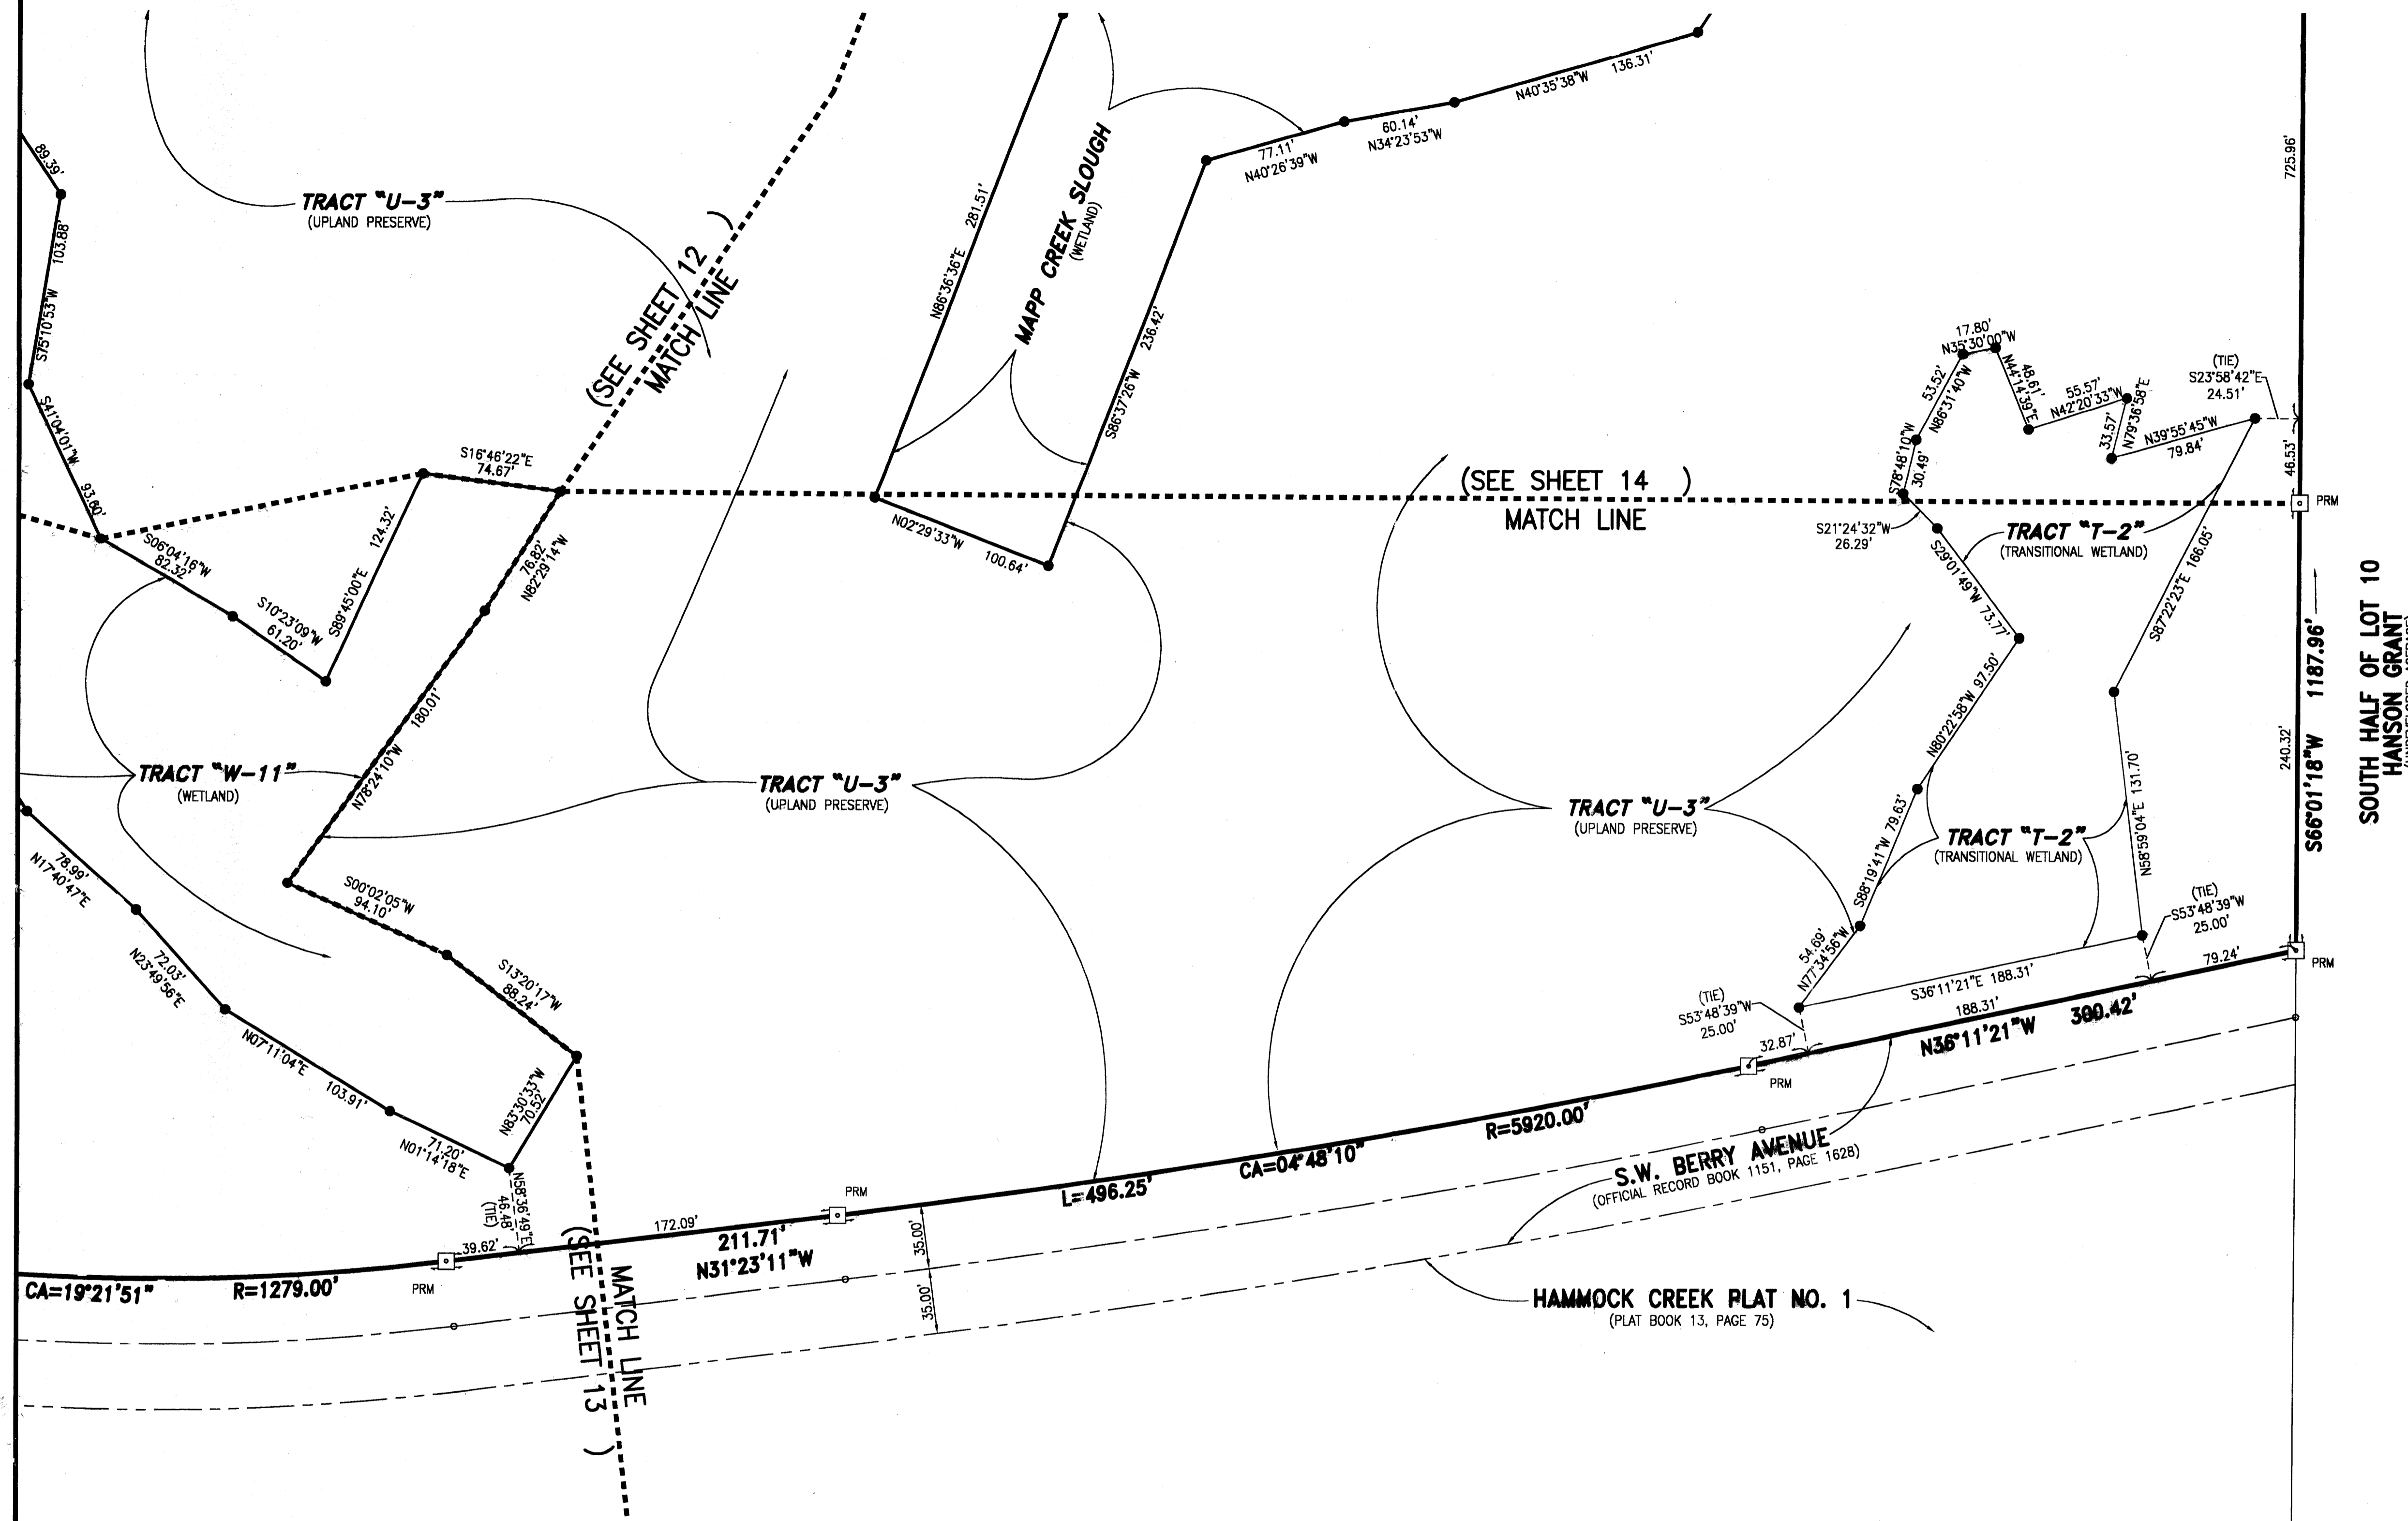 89.39'
103.88'
S75°10'53"W
S41°04'01"W
93.60'
TRACT "U-3"
(UPLAND PRESERVE)
(SEE SHEET 12 )
MATCH LINE
S16°46'22"E
74.67'
124.32'
S89°45'00"E
S06°04'16"W
82.32'
S10°23'09"W
61.20'
76.82'
N82°29'14"W
180.01'
N78°24'10"W
TRACT "W-11"
(WETLAND)
S00°02'05"W
94.10'
S13°20'17"W
88.24'
78.99'
N17°40'47"E
72.03'
N23°49'56"E
N07°11'04"E
103.91'
71.20'
N01°14'18"E
N83°30'33"W
70.52'
N58°36'49"E
46.48'
(TIE)
39.62'
CA=19°21'51"
R=1279.00'
PRM
(SEE SHEET 13 )
MATCH LINE
172.09'
211.71'
N31°23'11"W
PRM
35.00'
35.00'
N86°36'36"E
281.51'
MAPP CREEK SLOUGH
(WETLAND)
S86°37'26"W
236.42'
77.11'
N40°26'39"W
60.14'
N34°23'53"W
N40°35'38"W
136.31'
N02°29'33"W
100.64'
(SEE SHEET 14 )
MATCH LINE
TRACT "U-3"
(UPLAND PRESERVE)
TRACT "U-3"
(UPLAND PRESERVE)
17.80'
N35°30'00"W
53.52'
N86°31'40"W
48.61'
N44°14'39"E
55.57'
N42°20'33"W
33.57'
N79°36'58"E
N39°55'45"W
79.84'
(TIE)
S23°58'42"E
24.51'
S78°48'10"W
30.49'
S21°24'32"W
26.29'
S29°01'49"W 73.77'
TRACT "T-2"
(TRANSITIONAL WETLAND)
S87°22'23"E 166.05'
N80°22'58"W 97.50'
S88°19'41"W 79.63'
TRACT "T-2"
(TRANSITIONAL WETLAND)
N58°59'04"E 131.70'
54.69'
N77°34'56"W
(TIE)
S53°48'39"W
25.00'
(TIE)
S53°48'39"W
25.00'
S36°11'21"E 188.31'
188.31'
32.87'
79.24'
N36°11'21"W 300.42'
PRM
PRM
PRM
725.96'
46.53'
240.32'
S66°01'18"W 1187.96'
SOUTH HALF OF LOT 10
HANSON GRANT
L=496.25'
CA=04°48'10"
R=5920.00'
S.W. BERRY AVENUE
(OFFICIAL RECORD BOOK 1151, PAGE 1628)
HAMMOCK CREEK PLAT NO. 1
(PLAT BOOK 13, PAGE 75)